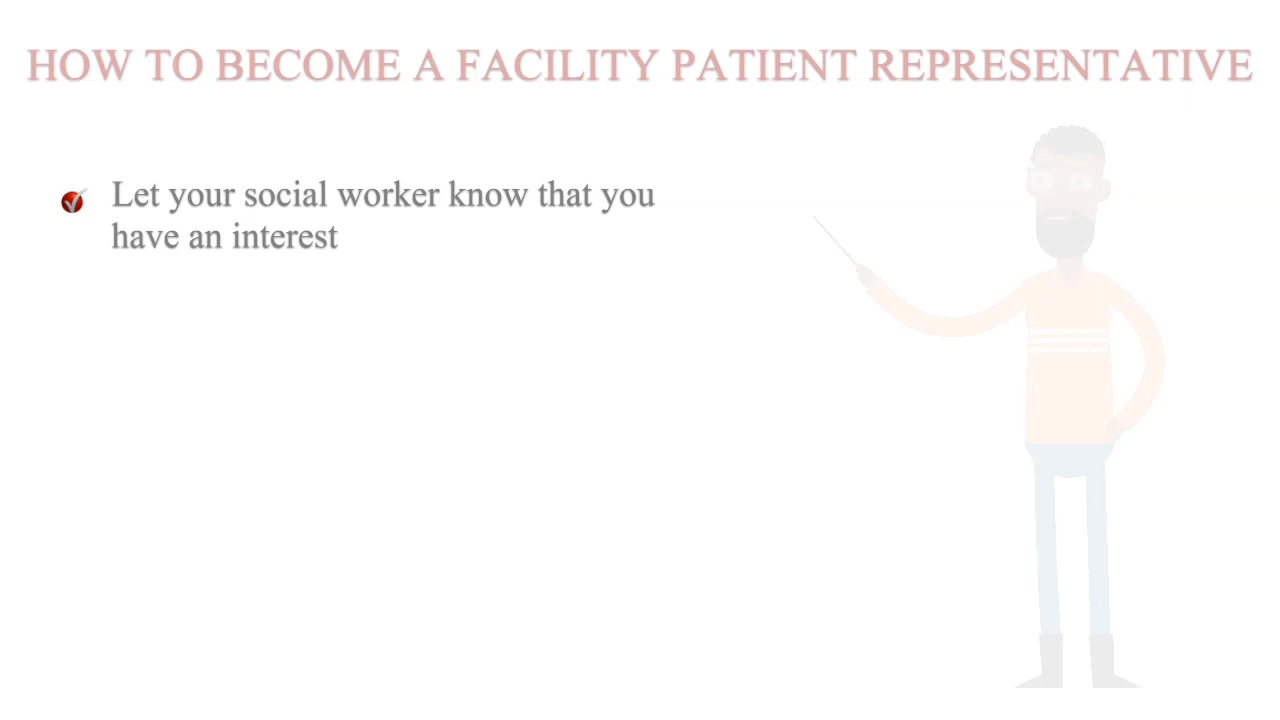 HOW TO BECOME A FACILITY PATIENT REPRESENTATIVE
Let your social worker know that you
have an interest